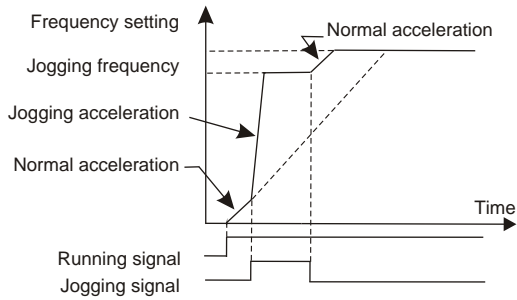 Frequency setting
Normal acceleration
Jogging frequency
Jogging acceleration
Normal acceleration
Time
Running signal
Jogging signal